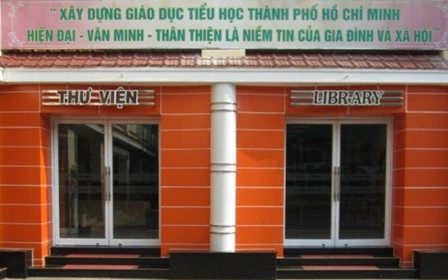 " XÂY DỰNG GIÁO DỤC TIỂU HỌC THÀNH PHỐ HỒ CHÍ MINH
HIỆN ĐẠI - VĂN MINH - THÂN THIỆN LÀ NIỀM TIN CỦA GIA ĐÌNH VÀ XÃ HỘI"
THƯ VIỆN
LIBRARY